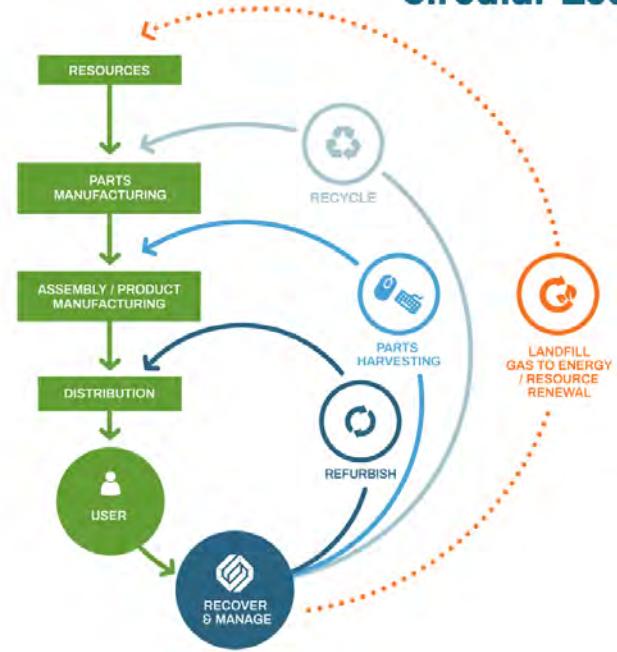 RESOURCES
PARTS
MANUFACTURING
ASSEMBLY / PRODUCT
MANUFACTURING
DISTRIBUTION
USER
RECOVER
& MANAGE
REFURBISH
PARTS
HARVESTING
RECYCLE
LANDFILL
GAS TO ENERGY
/ RESOURCE
RENEWAL